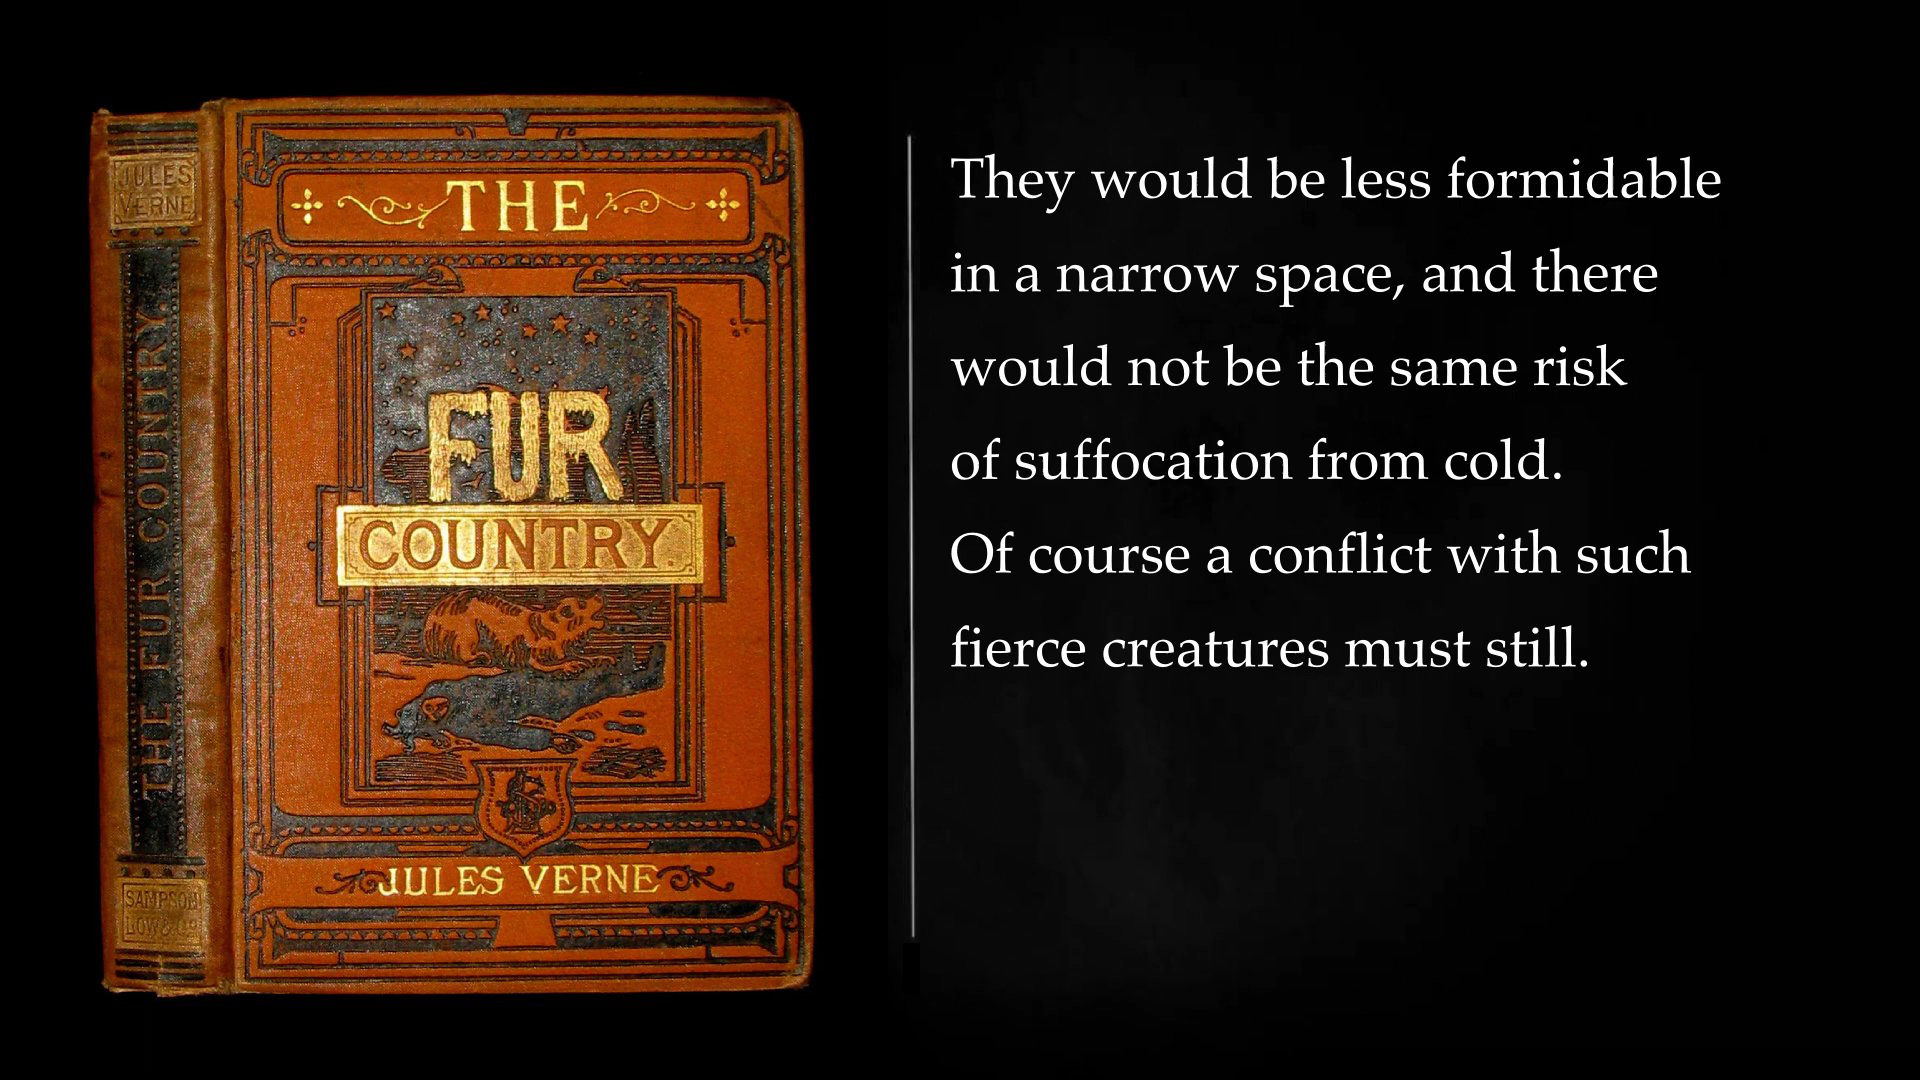 JULES
VERNE
THE FUR COUNTRY.
SAMPSON
LOW & Co
THE
FUR
COUNTRY.
JULES VERNE
They would be less formidable
in a narrow space, and there
would not be the same risk
of suffocation from cold.
Of course a conflict with such
fierce creatures must still.